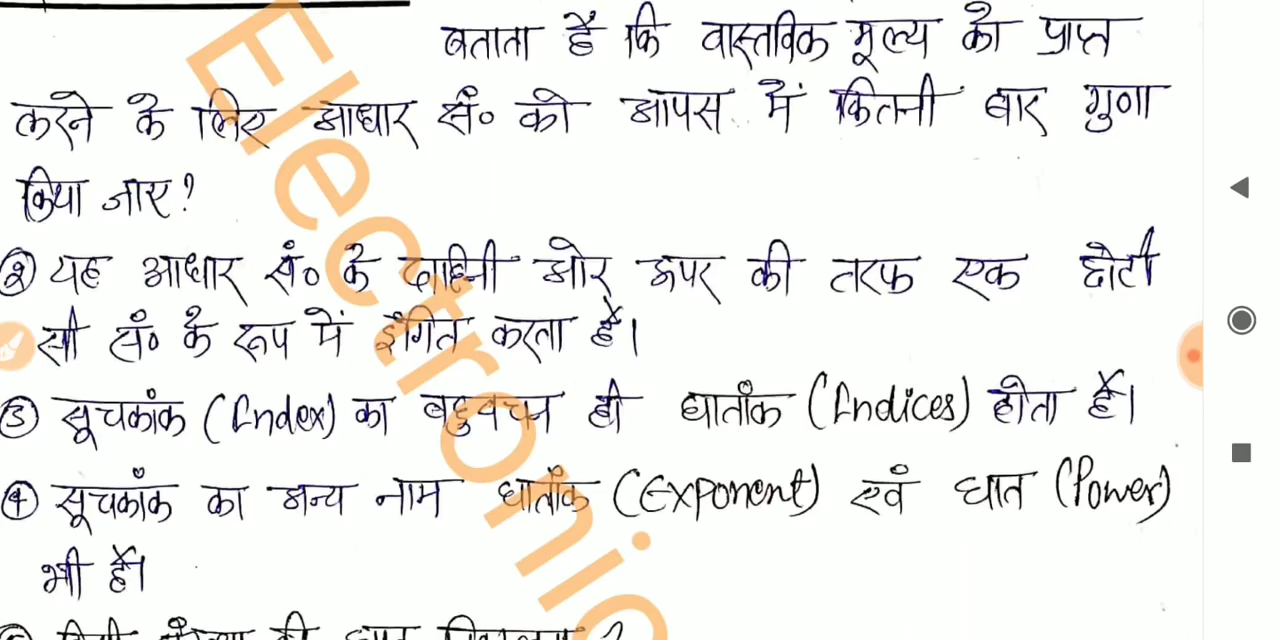 बताता है कि वास्तविक मूल्य को प्राप्त
करने के लिए आधार सं० को आपस में कितनी बार गुणा
किया जाए?
② यह आधार सं० के दाहिनी ओर ऊपर की तरफ एक छोटी
सी सं० के रूप में इंगित करता है।
③ सूचकांक (Index) का बहुवचन ही घातांक (Indices) होता है।
④ सूचकांक का अन्य नाम घातांक (Exponent) एवं घात (Power)
भी है।
Electronic